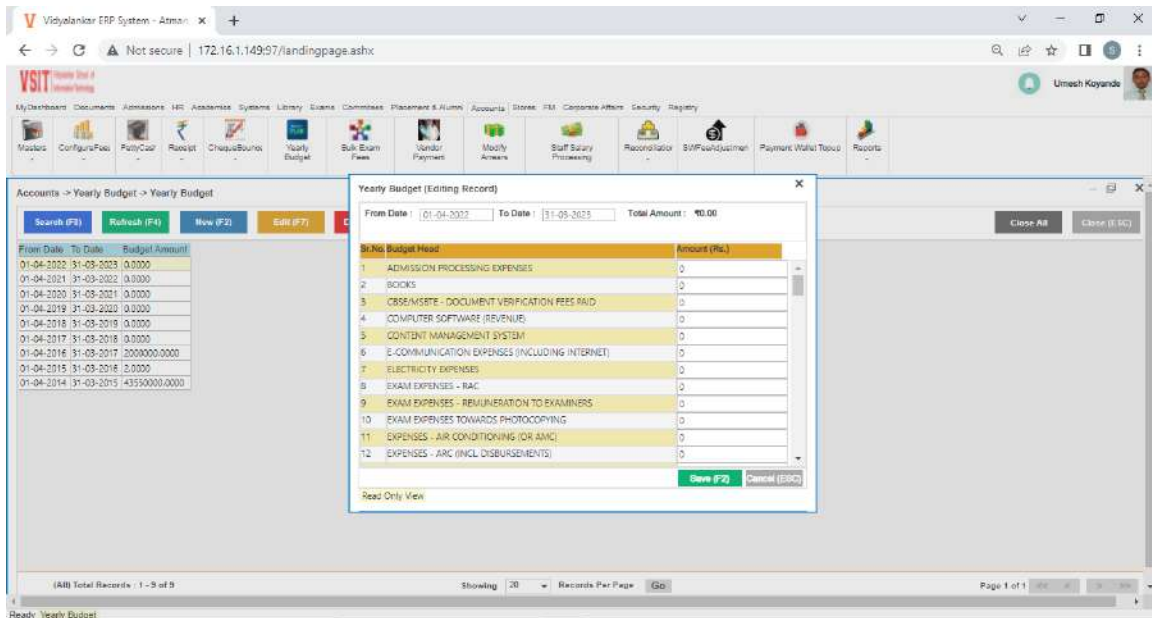 Vidyalankar ERP System - Atman
Not secure | 172.16.1.149:97/landingpage.ashx
VSIT
Umesh Koyande
MyDashboard Documents Admissions HR Academics Systems Library Exams Committees Placement & Alumni Accounts Stores FM Corporate Affairs Security Registry
Masters ConfigureFees PettyCash Receipt ChequeBounce Yearly Budget Bulk Exam Fees Vendor Payment Modify Arrears Staff Salary Processing Reconciliation SWFeeAdjustmen Payment Wallet Topup Reports
Accounts -> Yearly Budget -> Yearly Budget
Search (F3) Refresh (F4) New (F2) Edit (F7) Close All Close (ESC)
From Date To Date Budget Amount
01-04-2022 31-03-2023 0.0000
01-04-2021 31-03-2022 0.0000
01-04-2020 31-03-2021 0.0000
01-04-2019 31-03-2020 0.0000
01-04-2018 31-03-2019 0.0000
01-04-2017 31-03-2018 0.0000
01-04-2016 31-03-2017 2009000.0000
01-04-2015 31-03-2016 2.0000
01-04-2014 31-03-2015 43550000.0000
Yearly Budget (Editing Record)
From Date : 01-04-2022 To Date : 31-03-2023 Total Amount : ₹0.00
Sr.No. Budget Head Amount (Rs.)
1 ADMISSION PROCESSING EXPENSES 0
2 BOOKS 0
3 CBSE/MSBTE - DOCUMENT VERIFICATION FEES PAID 0
4 COMPUTER SOFTWARE (REVENUE) 0
5 CONTENT MANAGEMENT SYSTEM 0
6 E-COMMUNICATION EXPENSES (INCLUDING INTERNET) 0
7 ELECTRICITY EXPENSES 0
8 EXAM EXPENSES - RAC 0
9 EXAM EXPENSES - REMUNERATION TO EXAMINERS 0
10 EXAM EXPENSES TOWARDS PHOTOCOPYING 0
11 EXPENSES - AIR CONDITIONING (OR AMC) 0
12 EXPENSES - ARC (INCL. DISBURSEMENTS) 0
Save (F2) Cancel (ESC)
Read Only View
(All) Total Records : 1 - 9 of 9 Showing 20 Records Per Page Go Page 1 of 1
Ready Yearly Budget